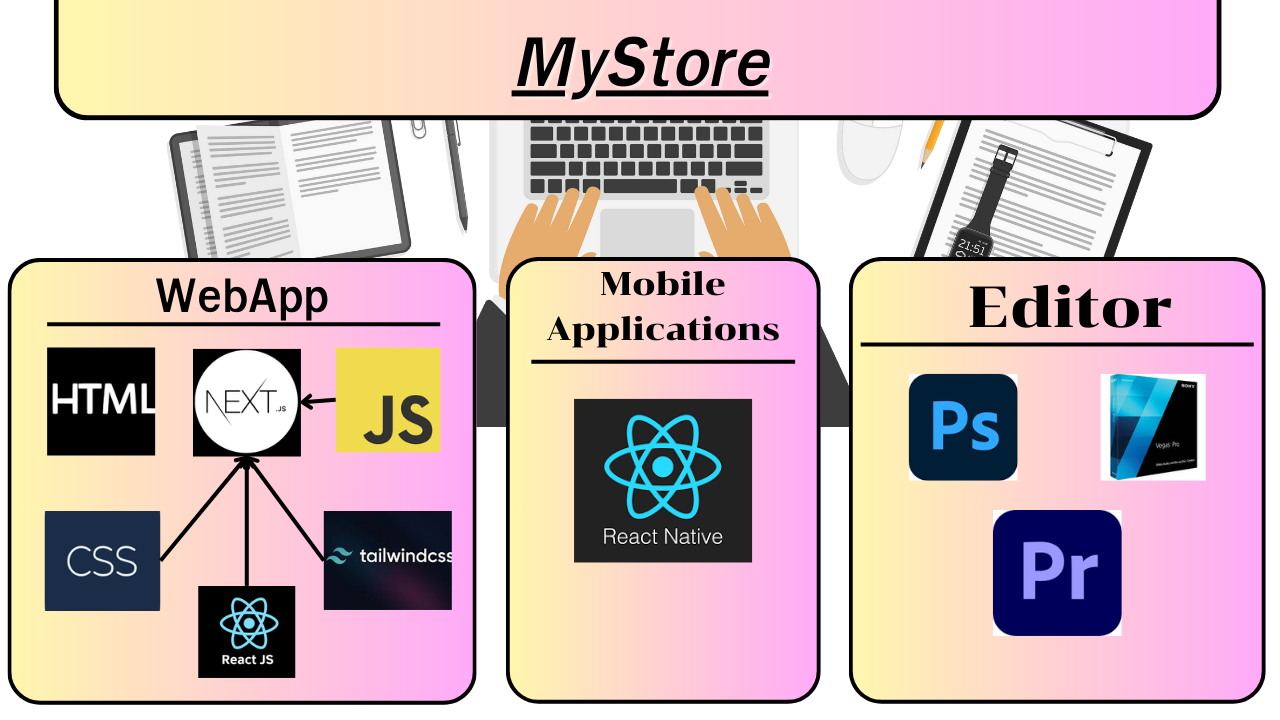 MyStore
21:51
WebApp
HTML
NEXT.JS
JS
CSS
tailwindcss
React JS
Mobile
Applications
React Native
Editor
Ps
SONY
Vegas Pro
Pr